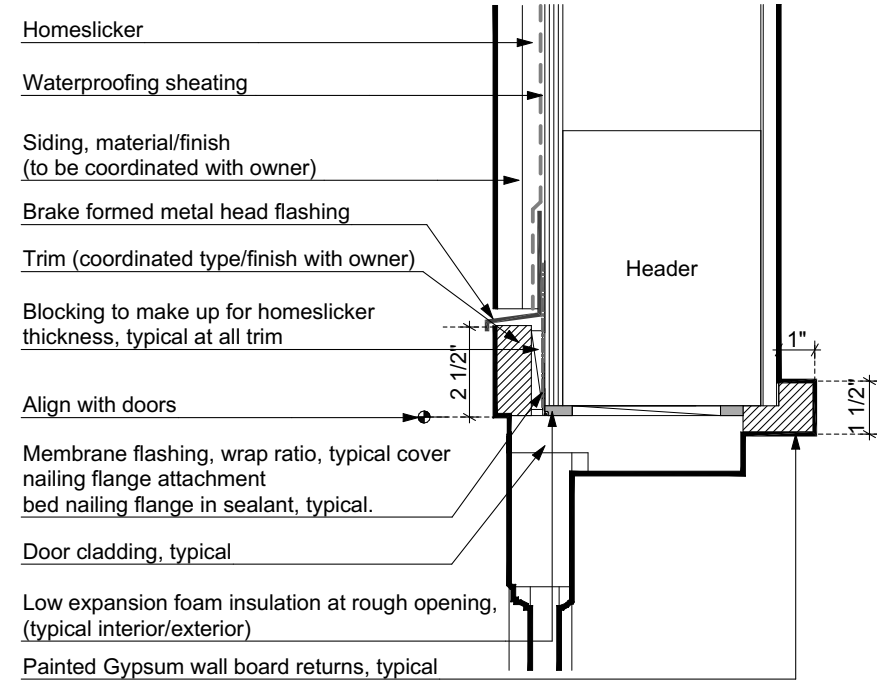 Homeslicker
Waterproofing sheating
Siding, material/finish
(to be coordinated with owner)
Brake formed metal head flashing
Trim (coordinated type/finish with owner)
Blocking to make up for homeslicker
thickness, typical at all trim
Align with doors
Membrane flashing, wrap ratio, typical cover
nailing flange attachment
bed nailing flange in sealant, typical.
Door cladding, typical
Low expansion foam insulation at rough opening,
(typical interior/exterior)
Painted Gypsum wall board returns, typical
2 1/2"
Header
1"
1 1/2"